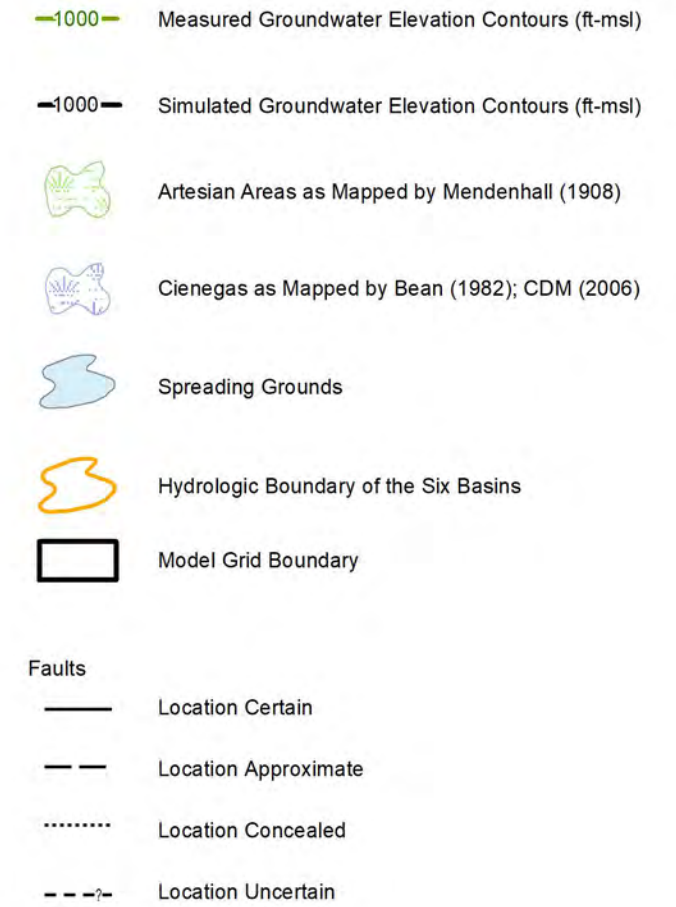 1000 Measured Groundwater Elevation Contours (ft-msl)
1000 Simulated Groundwater Elevation Contours (ft-msl)
Artesian Areas as Mapped by Mendenhall (1908)
Cienegas as Mapped by Bean (1982); CDM (2006)
Spreading Grounds
Hydrologic Boundary of the Six Basins
Model Grid Boundary
Faults
Location Certain
Location Approximate
Location Concealed
? Location Uncertain